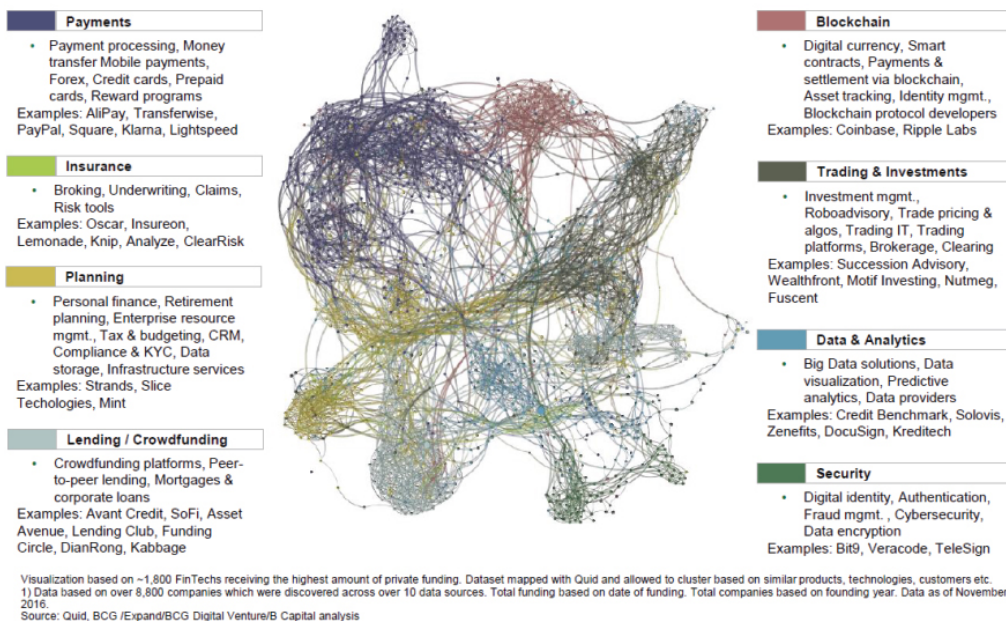 Payments
• Payment processing, Money
transfer Mobile payments,
Forex, Credit cards, Prepaid
cards, Reward programs
Examples: AliPay, Transferwise,
PayPal, Square, Klarna, Lightspeed
Insurance
• Broking, Underwriting, Claims,
Risk tools
Examples: Oscar, Insureon,
Lemonade, Knip, Analyze, ClearRisk
Planning
• Personal finance, Retirement
planning, Enterprise resource
mgmt., Tax & budgeting, CRM,
Compliance & KYC, Data
storage, Infrastructure services
Examples: Strands, Slice
Techologies, Mint
Lending / Crowdfunding
• Crowdfunding platforms, Peer-
to-peer lending, Mortgages &
corporate loans
Examples: Avant Credit, SoFi, Asset
Avenue, Lending Club, Funding
Circle, DianRong, Kabbage
Blockchain
• Digital currency, Smart
contracts, Payments &
settlement via blockchain,
Asset tracking, Identity mgmt.,
Blockchain protocol developers
Examples: Coinbase, Ripple Labs
Trading & Investments
• Investment mgmt.,
Roboadvisory, Trade pricing &
algos, Trading IT, Trading
platforms, Brokerage, Clearing
Examples: Succession Advisory,
Wealthfront, Motif Investing, Nutmeg,
Fuscent
Data & Analytics
• Big Data solutions, Data
visualization, Predictive
analytics, Data providers
Examples: Credit Benchmark, Solovis,
Zenefits, DocuSign, Kreditech
Security
• Digital identity, Authentication,
Fraud mgmt. , Cybersecurity,
Data encryption
Examples: Bit9, Veracode, TeleSign
Visualization based on ~1,800 FinTechs receiving the highest amount of private funding. Dataset mapped with Quid and allowed to cluster based on similar products, technologies, customers etc.
1) Data based on over 8,800 companies which were discovered across over 10 data sources. Total funding based on date of funding. Total companies based on founding year. Data as of November
2016.
Source: Quid, BCG /Expand/BCG Digital Venture/B Capital analysis